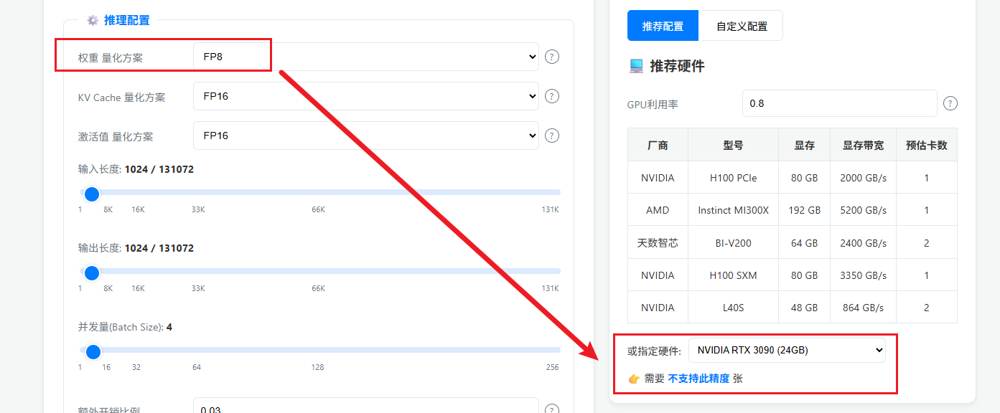 推理配置
权重 量化方案
FP8
?
KV Cache 量化方案
FP16
?
激活值 量化方案
FP16
?
输入长度: 1024 / 131072
1 8K 16K 33K 66K 131K
输出长度: 1024 / 131072
1 8K 16K 33K 66K 131K
并发量(Batch Size): 4
1 16 32 64 128 256
额外开销比例
0.03
?
推荐配置 自定义配置
推荐硬件
GPU利用率
0.8
?
厂商 型号 显存 显存带宽 预估卡数
NVIDIA H100 PCIe 80 GB 2000 GB/s 1
AMD Instinct MI300X 192 GB 5200 GB/s 1
天数智芯 BI-V200 64 GB 2400 GB/s 2
NVIDIA H100 SXM 80 GB 3350 GB/s 1
NVIDIA L40S 48 GB 864 GB/s 2
或指定硬件: NVIDIA RTX 3090 (24GB)
👉 需要 不支持此精度 张